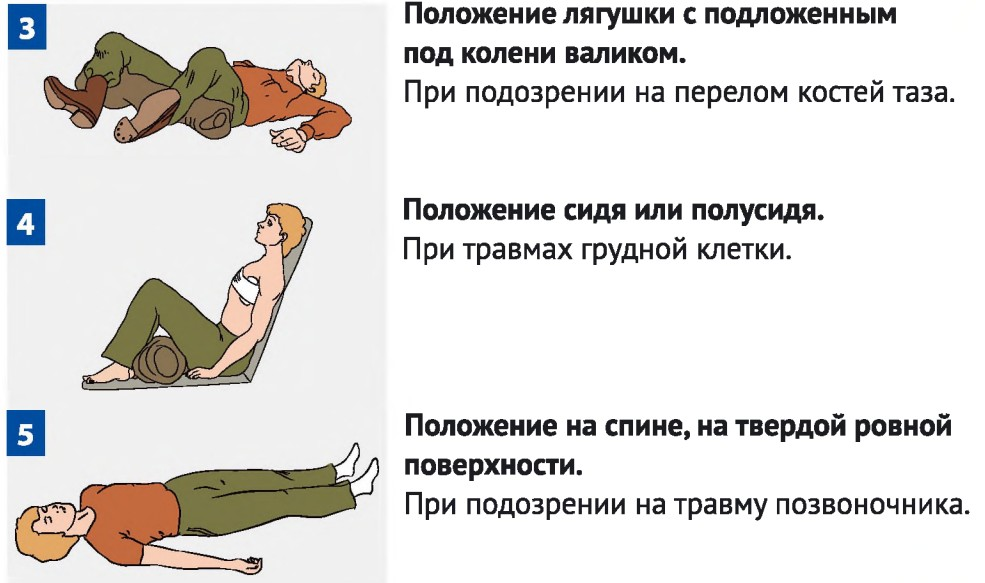 3
Положение лягушки с подложенным
под колени валиком.
При подозрении на перелом костей таза.
4
Положение сидя или полусидя.
При травмах грудной клетки.
5
Положение на спине, на твердой ровной
поверхности.
При подозрении на травму позвоночника.